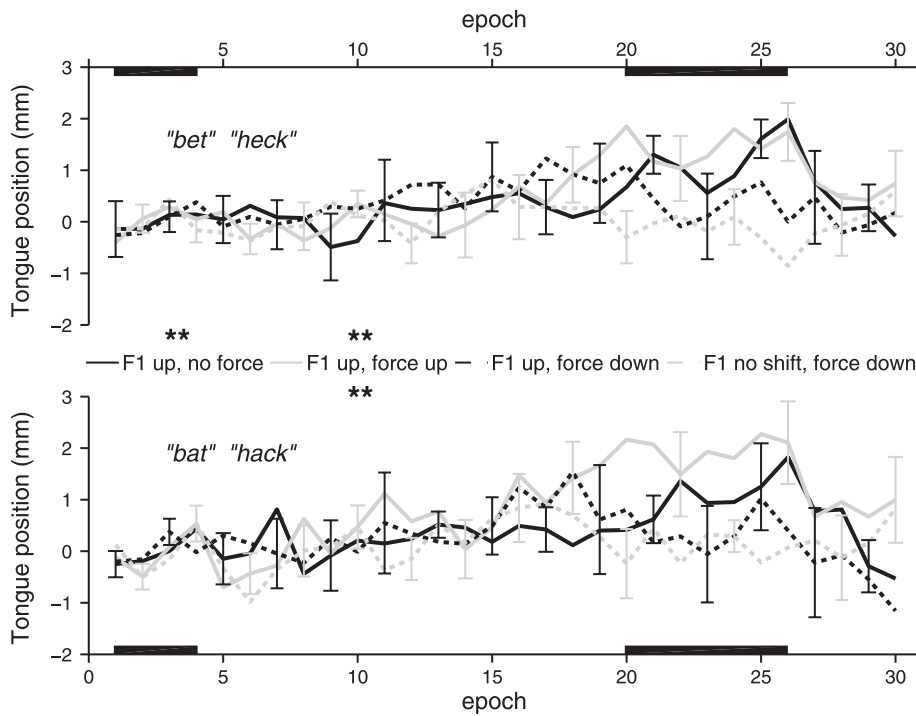 epoch
5 10 15 20 25 30
3
2
1
0
−1
−2
Tongue position (mm)
"bet" "heck"
** **
F1 up, no force F1 up, force up F1 up, force down F1 no shift, force down
**
3
2
1
0
−1
−2
Tongue position (mm)
"bat" "hack"
0 5 10 15 20 25 30
epoch